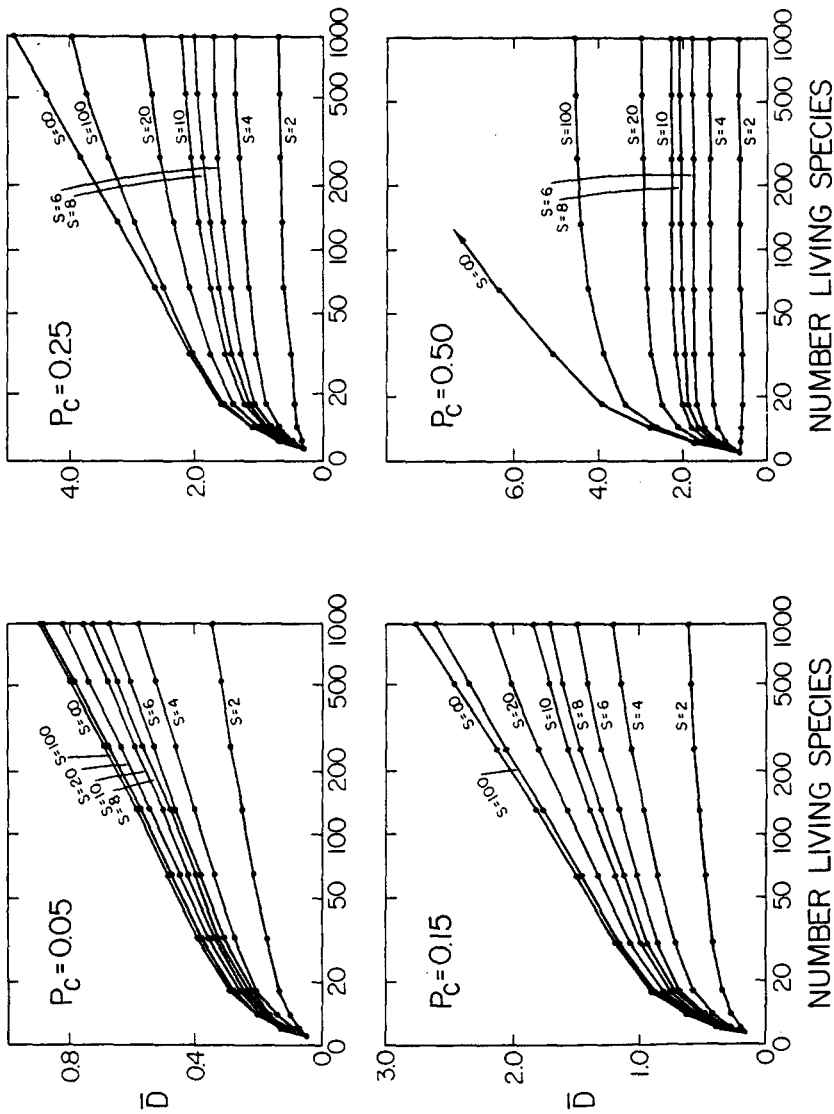 P_C = 0.05
0.8
0.4
0
D̄
S=∞
S=100
S=20
S=10
S=8
S=6
S=4
S=2
0 20 50 100 200 500 1000
P_C = 0.25
4.0
2.0
0
S=∞
S=100
S=20
S=10
S=6
S=8
S=4
S=2
0 20 50 100 200 500 1000
P_C = 0.15
3.0
2.0
1.0
0
D̄
S=∞
S=100
S=20
S=10
S=8
S=6
S=4
S=2
0 20 50 100 200 500 1000
NUMBER LIVING SPECIES
P_C = 0.50
6.0
4.0
2.0
0
S=∞
S=100
S=20
S=10
S=6
S=8
S=4
S=2
0 20 50 100 200 500 1000
NUMBER LIVING SPECIES